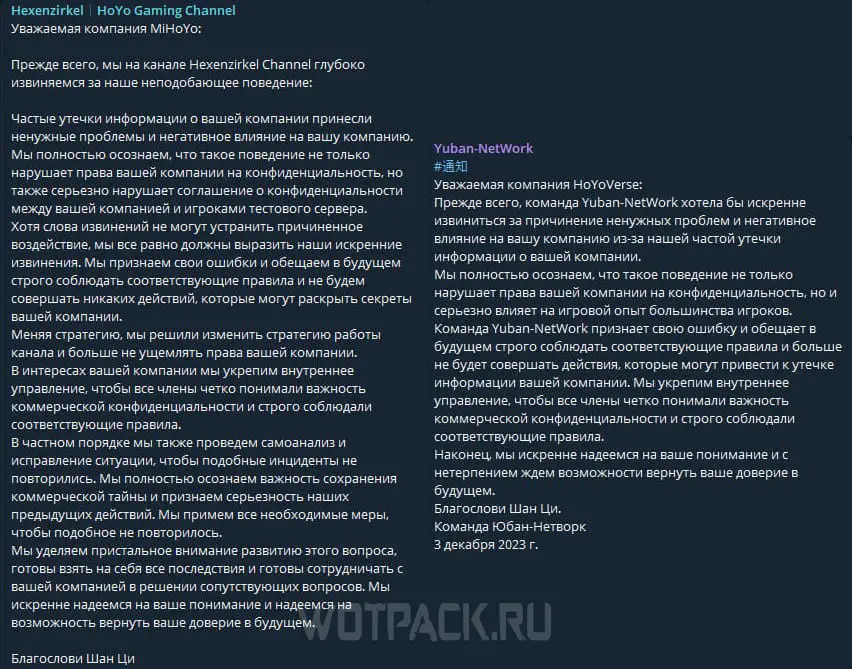 Hexenzirkel | HoYo Gaming Channel
Уважаемая компания MiHoYo:
Прежде всего, мы на канале Hexenzirkel Channel глубоко
извиняемся за наше неподобающее поведение:
Частые утечки информации о вашей компании принесли
ненужные проблемы и негативное влияние на вашу компанию.
Мы полностью осознаем, что такое поведение не только
нарушает права вашей компании на конфиденциальность, но
также серьезно нарушает соглашение о конфиденциальности
между вашей компанией и игроками тестового сервера.
Хотя слова извинений не могут устранить причиненное
воздействие, мы все равно должны выразить наши искренние
извинения. Мы признаем свои ошибки и обещаем в будущем
строго соблюдать соответствующие правила и не будем
совершать никаких действий, которые могут раскрыть секреты
вашей компании.
Меняя стратегию, мы решили изменить стратегию работы
канала и больше не ущемлять права вашей компании.
В интересах вашей компании мы укрепим внутреннее
управление, чтобы все члены четко понимали важность
коммерческой конфиденциальности и строго соблюдали
соответствующие правила.
В частном порядке мы также проведем самоанализ и
исправление ситуации, чтобы подобные инциденты не
повторились. Мы полностью осознаем важность сохранения
коммерческой тайны и признаем серьезность наших
предыдущих действий. Мы примем все необходимые меры,
чтобы подобное не повторилось.
Мы уделяем пристальное внимание развитию этого вопроса,
готовы взять на себя все последствия и готовы сотрудничать с
вашей компанией в решении сопутствующих вопросов. Мы
искренне надеемся на ваше понимание и надеемся на
возможность вернуть ваше доверие в будущем.
Благослови Шан Ци
Yuban-NetWork
#通知
Уважаемая компания HoYoVerse:
Прежде всего, команда Yuban-NetWork хотела бы искренне
извиниться за причинение ненужных проблем и негативное
влияние на вашу компанию из-за нашей частой утечки
информации о вашей компании.
Мы полностью осознаем, что такое поведение не только
нарушает права вашей компании на конфиденциальность, но и
серьезно влияет на игровой опыт большинства игроков.
Команда Yuban-NetWork признает свою ошибку и обещает в
будущем строго соблюдать соответствующие правила и больше
не будет совершать действия, которые могут привести к утечке
информации вашей компании. Мы укрепим внутреннее
управление, чтобы все члены четко понимали важность
коммерческой конфиденциальности и строго соблюдали
соответствующие правила.
Наконец, мы искренне надеемся на ваше понимание и с
нетерпением ждем возможности вернуть ваше доверие в
будущем.
Благослови Шан Ци.
Команда Юбан-Нетворк
3 декабря 2023 г.
WOTPACK.RU